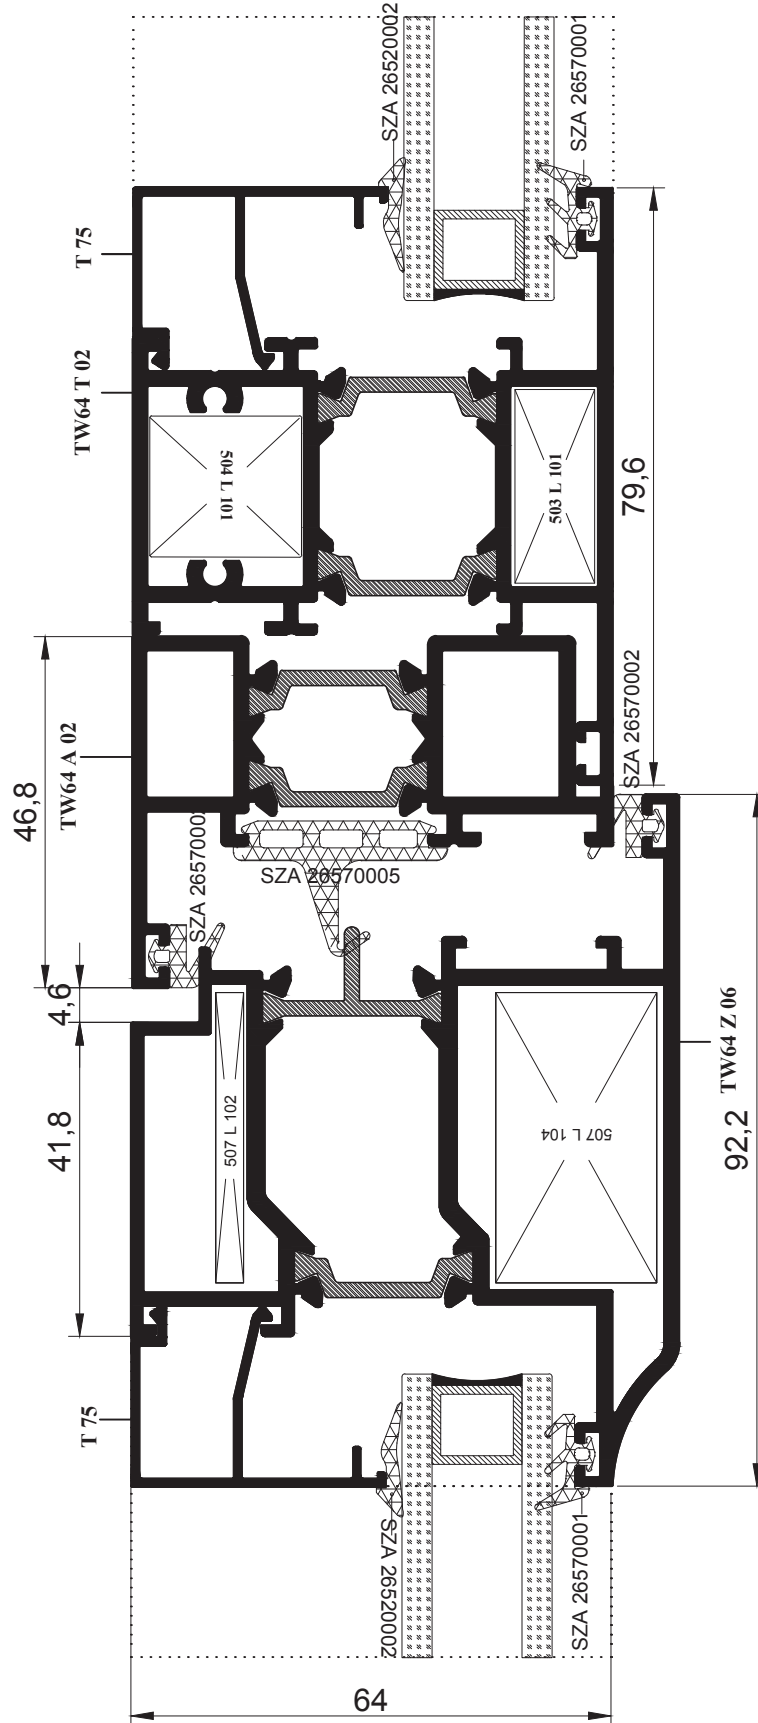 SZA 26520002
SZA 26570001
T 75
TW64 T 02
504 L 101
503 L 101
79,6
46,8
TW64 A 02
SZA 26570002
SZA 26570002
SZA 26570005
4,6
41,8
507 L 102
507 L 104
TW64 Z 06
92,2
T 75
SZA 26520002
SZA 26570001
64